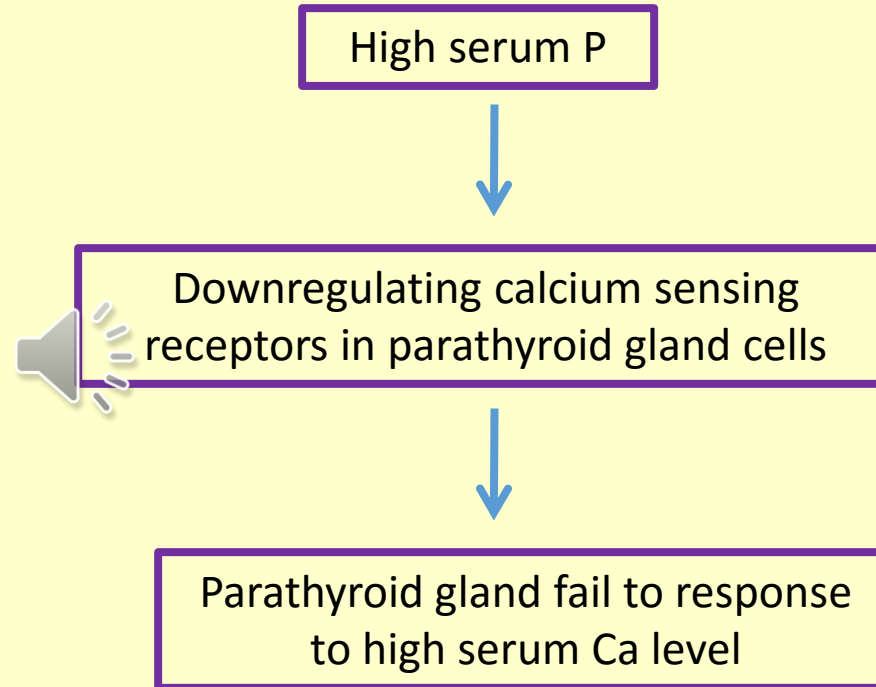 High serum P
Downregulating calcium sensing
receptors in parathyroid gland cells
Parathyroid gland fail to response
to high serum Ca level